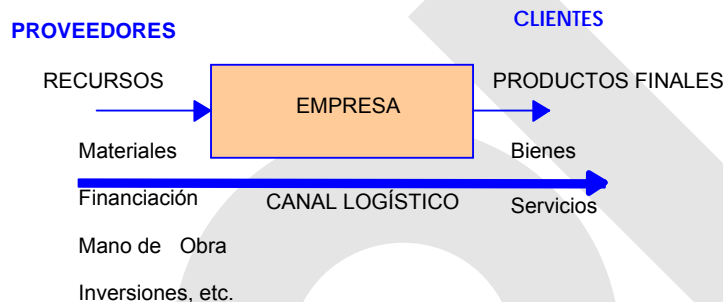 PROVEEDORES
CLIENTES
RECURSOS
EMPRESA
PRODUCTOS FINALES
Materiales
Bienes
Financiación
CANAL LOGÍSTICO
Servicios
Mano de Obra
Inversiones, etc.